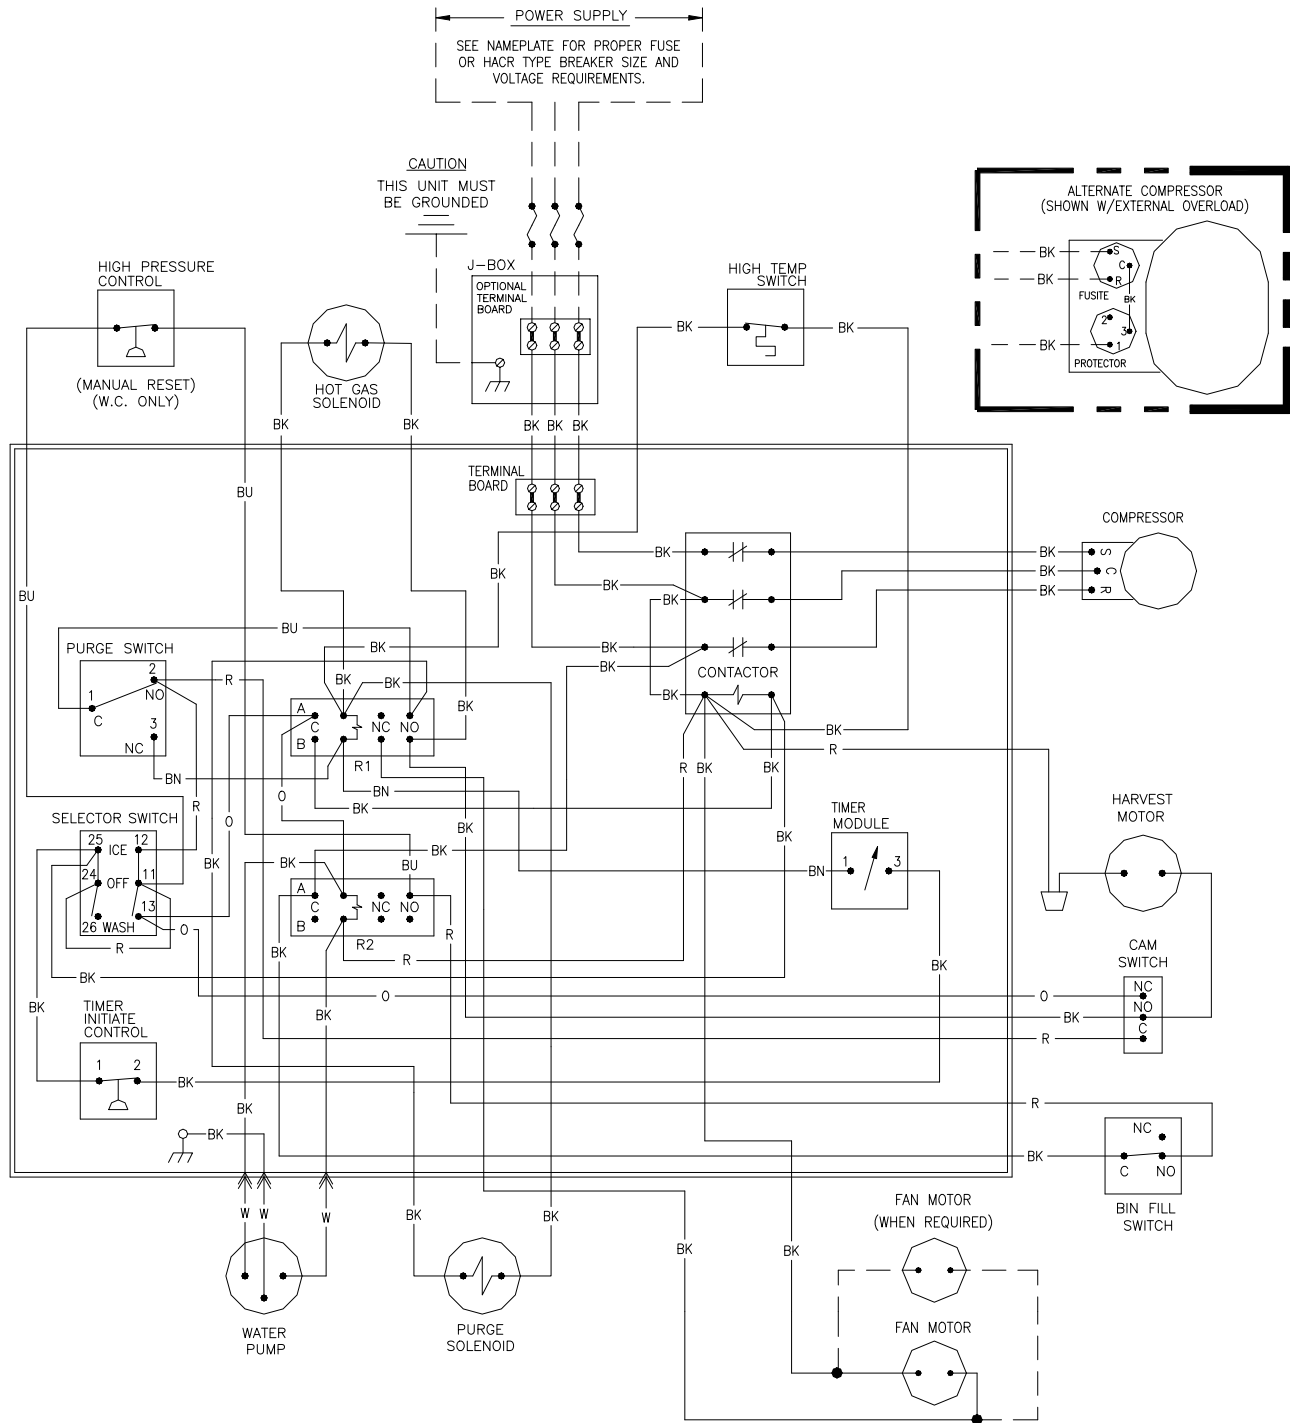 POWER SUPPLY
SEE NAMEPLATE FOR PROPER FUSE
OR HACR TYPE BREAKER SIZE AND
VOLTAGE REQUIREMENTS.
CAUTION
THIS UNIT MUST
BE GROUNDED
ALTERNATE COMPRESSOR
(SHOWN W/EXTERNAL OVERLOAD)
BK
S
C
BK
R
FUSITE
BK
2
3
BK
1
PROTECTOR
HIGH PRESSURE
CONTROL
(MANUAL RESET)
(W.C. ONLY)
HOT GAS
SOLENOID
J-BOX
OPTIONAL
TERMINAL
BOARD
HIGH TEMP
SWITCH
BK
BK
BK
BK
BK
BK
BK
TERMINAL
BOARD
BU
COMPRESSOR
BK
BK
S
BK
BK
C
BK
BK
R
BK
BK
BU
BU
BK
BK
BK
CONTACTOR
BK
BK
PURGE SWITCH
2
NO
1
C
3
NC
R
BK
BK
BK
A
C
NC
NO
B
R1
BK
R
R
BK
BK
BN
BN
O
BK
BK
R
O
SELECTOR SWITCH
25
ICE
12
24
OFF
11
13
26
WASH
O
R
BK
BK
BK
BK
BU
BK
A
C
NC
NO
B
R2
R
R
BK
TIMER
MODULE
BN
1
3
HARVEST
MOTOR
CAM
SWITCH
NC
NO
C
BK
BK
O
O
BK
R
BK
TIMER
INITIATE
CONTROL
1
2
BK
BK
BK
R
BK
NC
C
NO
BIN FILL
SWITCH
W
W
W
BK
BK
BK
BK
WATER
PUMP
PURGE
SOLENOID
FAN MOTOR
(WHEN REQUIRED)
FAN MOTOR